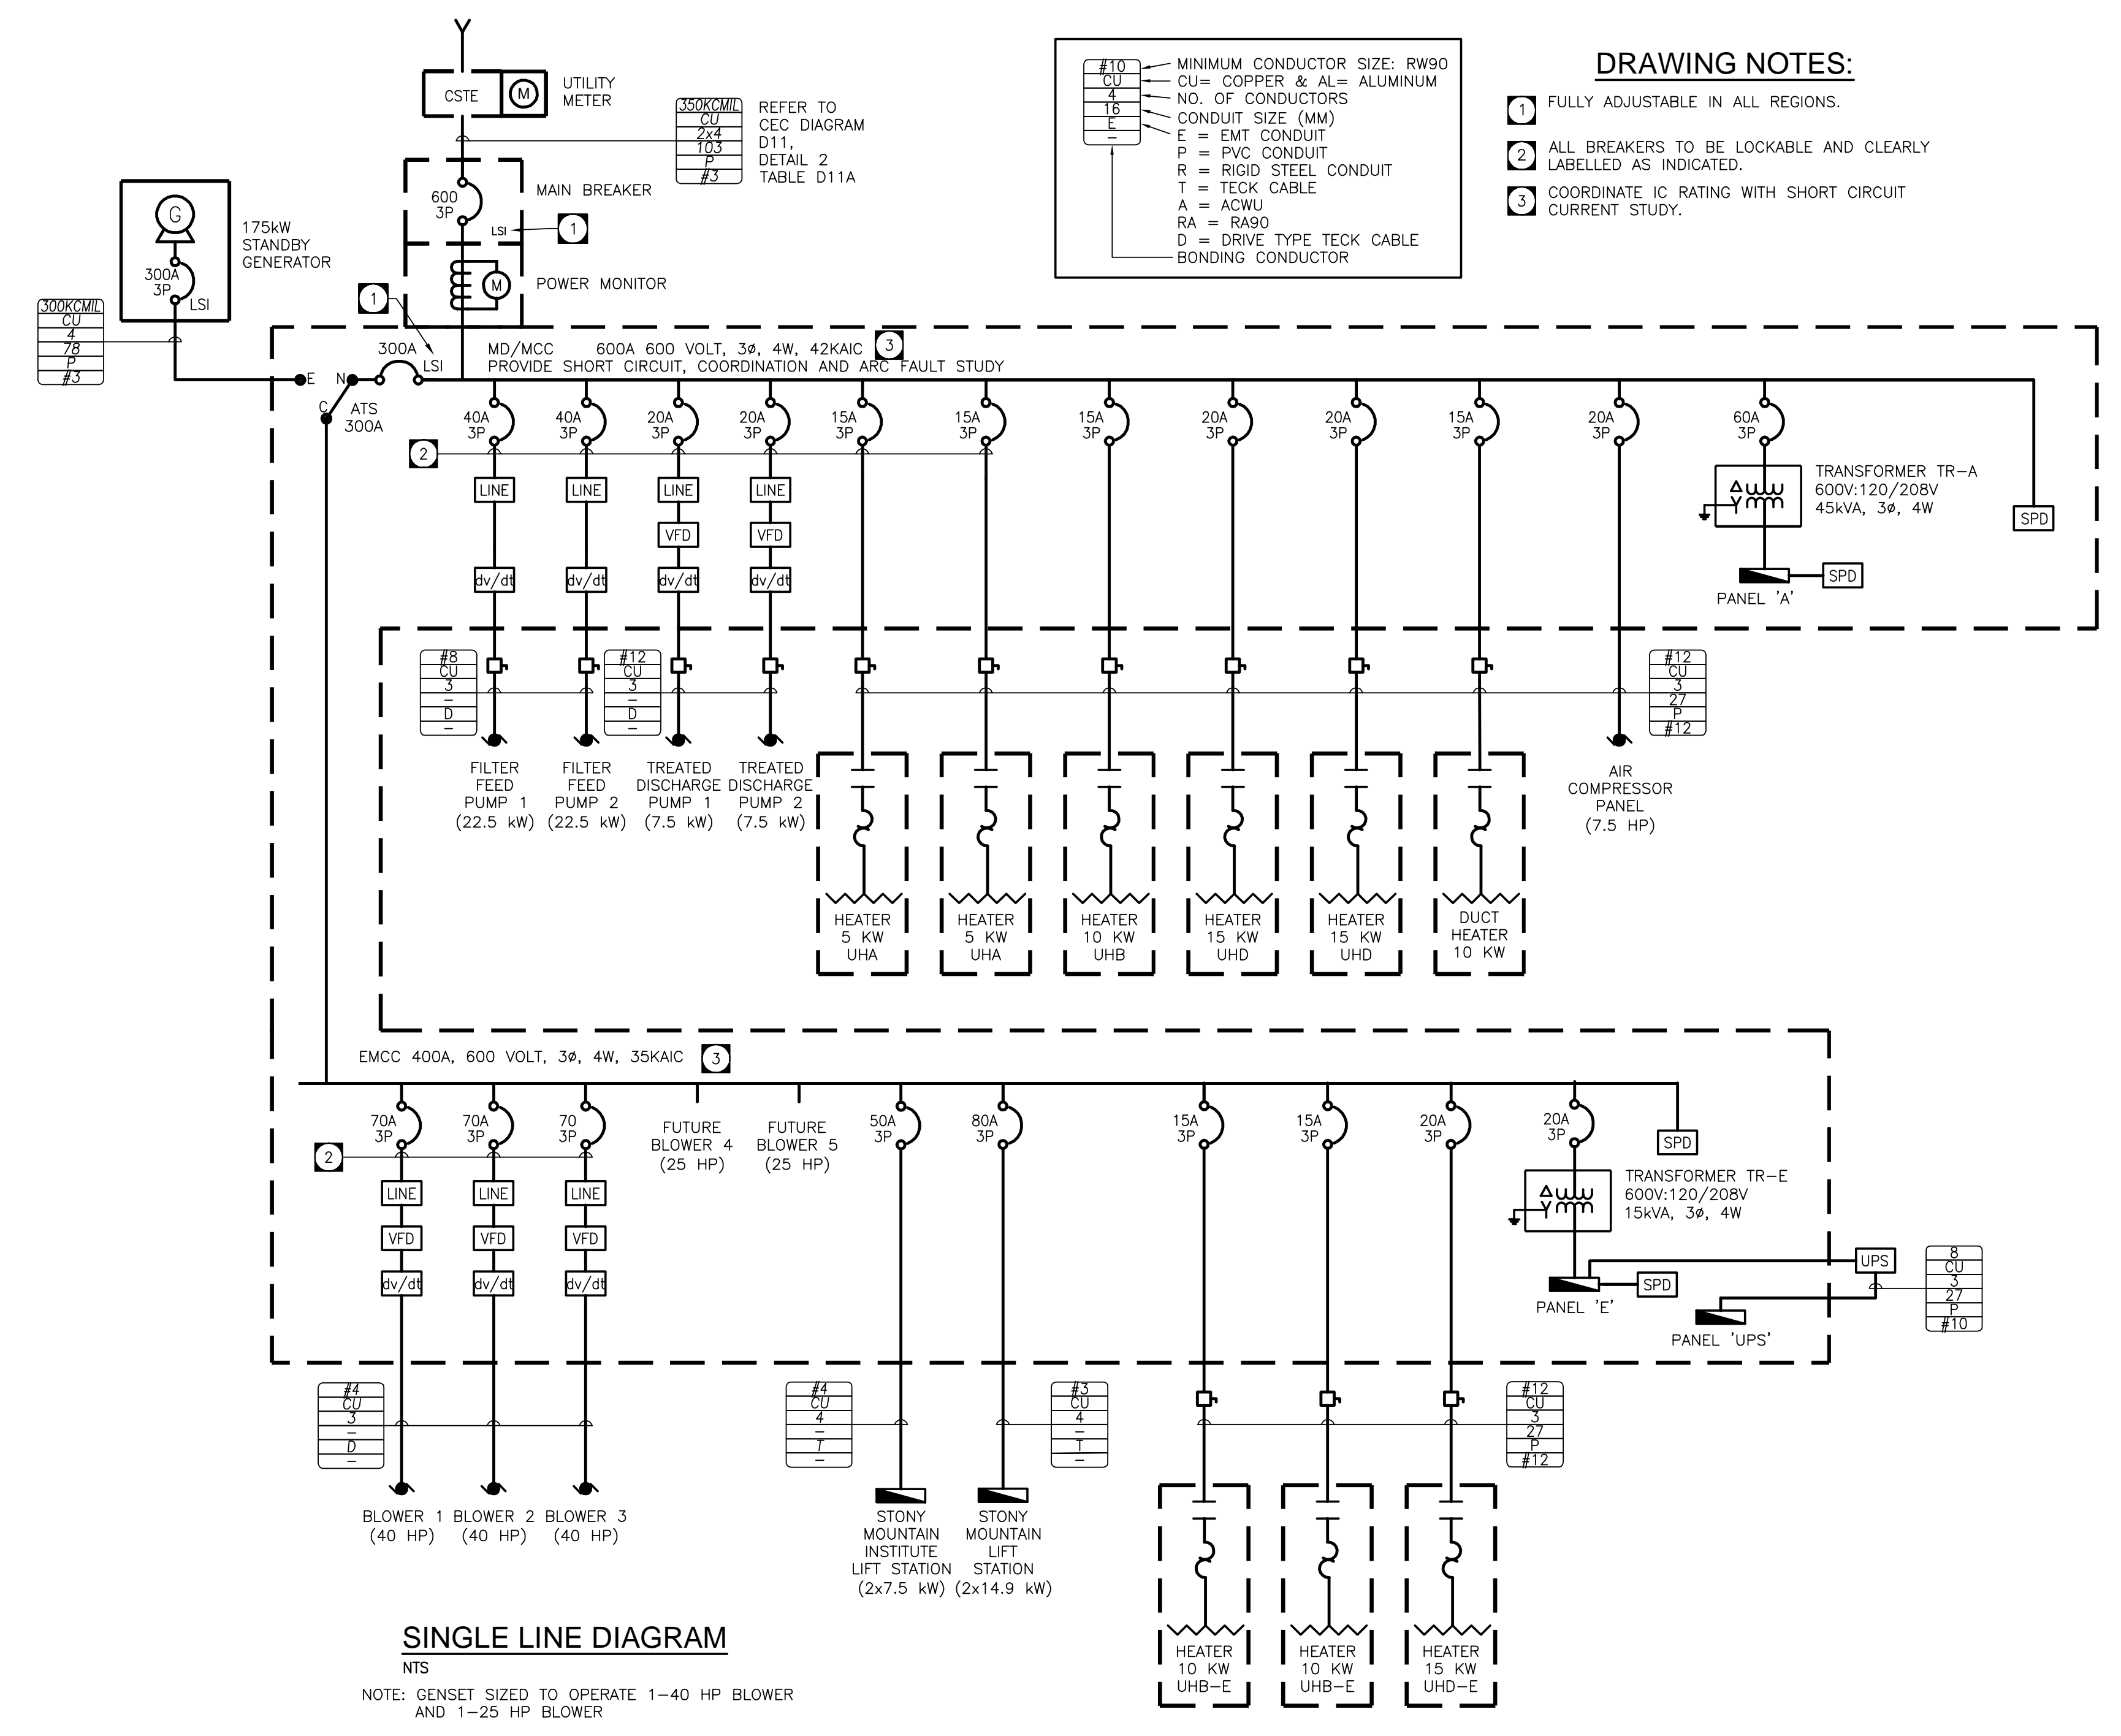 CSTE
M
UTILITY
METER
350KCMIL
CU
2x4
103
P
#3
REFER TO
CEC DIAGRAM
D11,
DETAIL 2
TABLE D11A
#10
CU
4
16
E
–
MINIMUM CONDUCTOR SIZE: RW90
CU= COPPER & AL= ALUMINUM
NO. OF CONDUCTORS
CONDUIT SIZE (MM)
E = EMT CONDUIT
P = PVC CONDUIT
R = RIGID STEEL CONDUIT
T = TECK CABLE
A = ACWU
RA = RA90
D = DRIVE TYPE TECK CABLE
BONDING CONDUCTOR
DRAWING NOTES:
1 FULLY ADJUSTABLE IN ALL REGIONS.
2 ALL BREAKERS TO BE LOCKABLE AND CLEARLY
LABELLED AS INDICATED.
3 COORDINATE IC RATING WITH SHORT CIRCUIT
CURRENT STUDY.
600
3P
MAIN BREAKER
LSI
1
M
POWER MONITOR
G
300A
3P
LSI
175kW
STANDBY
GENERATOR
300KCMIL
CU
4
78
P
#3
1
300A
LSI
MD/MCC 600A 600 VOLT, 3ø, 4W, 42KAIC
3
PROVIDE SHORT CIRCUIT, COORDINATION AND ARC FAULT STUDY
E
N
C
ATS
300A
40A
3P
40A
3P
20A
3P
20A
3P
15A
3P
15A
3P
15A
3P
20A
3P
20A
3P
15A
3P
20A
3P
60A
3P
2
LINE
LINE
LINE
LINE
VFD
VFD
dv/dt
dv/dt
dv/dt
dv/dt
TRANSFORMER TR–A
600V:120/208V
45kVA, 3ø, 4W
SPD
SPD
PANEL 'A'
#8
CU
3
–
D
–
#12
CU
3
–
D
–
#12
CU
3
27
P
#12
FILTER
FEED
PUMP 1
(22.5 kW)
FILTER
FEED
PUMP 2
(22.5 kW)
TREATED
DISCHARGE
PUMP 1
(7.5 kW)
TREATED
DISCHARGE
PUMP 2
(7.5 kW)
HEATER
5 KW
UHA
HEATER
5 KW
UHA
HEATER
10 KW
UHB
HEATER
15 KW
UHD
HEATER
15 KW
UHD
DUCT
HEATER
10 KW
AIR
COMPRESSOR
PANEL
(7.5 HP)
EMCC 400A, 600 VOLT, 3ø, 4W, 35KAIC
3
70A
3P
70A
3P
70
3P
FUTURE
BLOWER 4
(25 HP)
FUTURE
BLOWER 5
(25 HP)
50A
3P
80A
3P
15A
3P
15A
3P
20A
3P
20A
3P
SPD
2
LINE
LINE
LINE
VFD
VFD
VFD
dv/dt
dv/dt
dv/dt
TRANSFORMER TR–E
600V:120/208V
15kVA, 3ø, 4W
SPD
PANEL 'E'
UPS
PANEL 'UPS'
8
CU
3
27
P
#10
#4
CU
3
–
D
–
#4
CU
4
–
T
–
#3
CU
4
–
T
–
#12
CU
3
27
P
#12
BLOWER 1
(40 HP)
BLOWER 2
(40 HP)
BLOWER 3
(40 HP)
STONY
MOUNTAIN
INSTITUTE
LIFT STATION
(2x7.5 kW)
STONY
MOUNTAIN
LIFT
STATION
(2x14.9 kW)
HEATER
10 KW
UHB–E
HEATER
10 KW
UHB–E
HEATER
15 KW
UHD–E
SINGLE LINE DIAGRAM
NTS
NOTE: GENSET SIZED TO OPERATE 1–40 HP BLOWER
AND 1–25 HP BLOWER